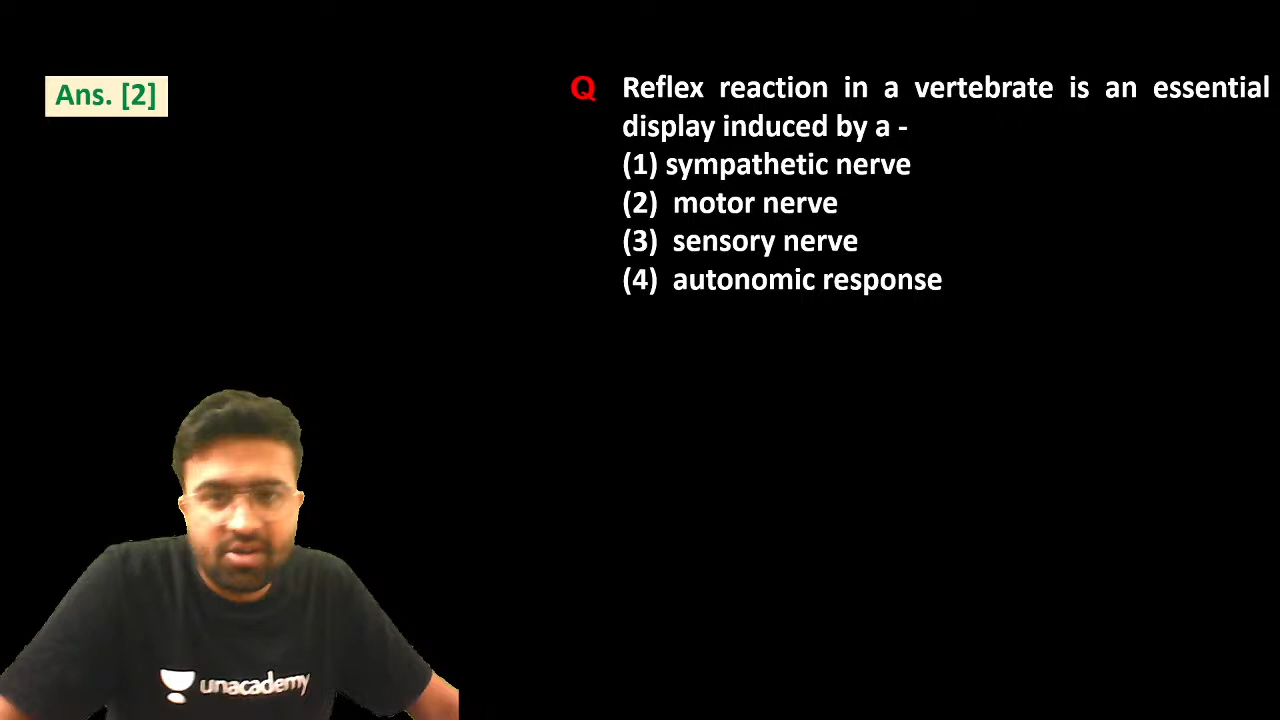 Ans. [2]
Q Reflex reaction in a vertebrate is an essential
display induced by a -
(1) sympathetic nerve
(2) motor nerve
(3) sensory nerve
(4) autonomic response
unacademy